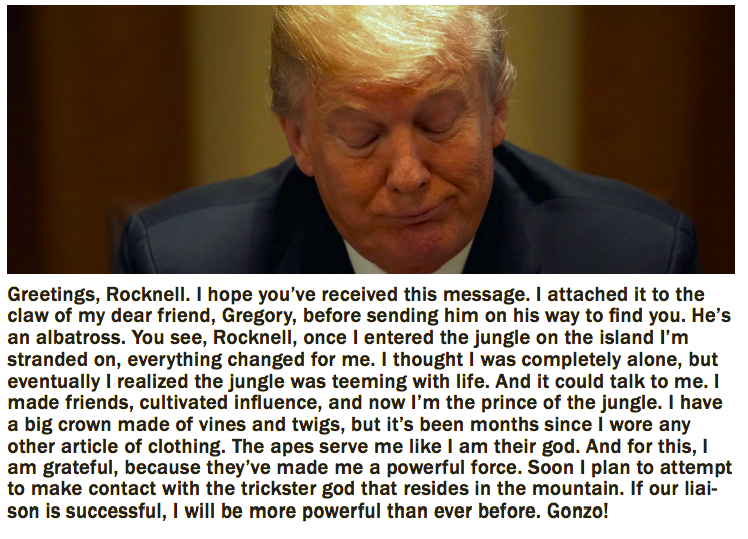 Greetings, Rocknell. I hope you’ve received this message. I attached it to the
claw of my dear friend, Gregory, before sending him on his way to find you. He’s
an albatross. You see, Rocknell, once I entered the jungle on the island I’m
stranded on, everything changed for me. I thought I was completely alone, but
eventually I realized the jungle was teeming with life. And it could talk to me. I
made friends, cultivated influence, and now I’m the prince of the jungle. I have
a big crown made of vines and twigs, but it’s been months since I wore any
other article of clothing. The apes serve me like I am their god. And for this, I
am grateful, because they’ve made me a powerful force. Soon I plan to attempt
to make contact with the trickster god that resides in the mountain. If our liai-
son is successful, I will be more powerful than ever before. Gonzo!